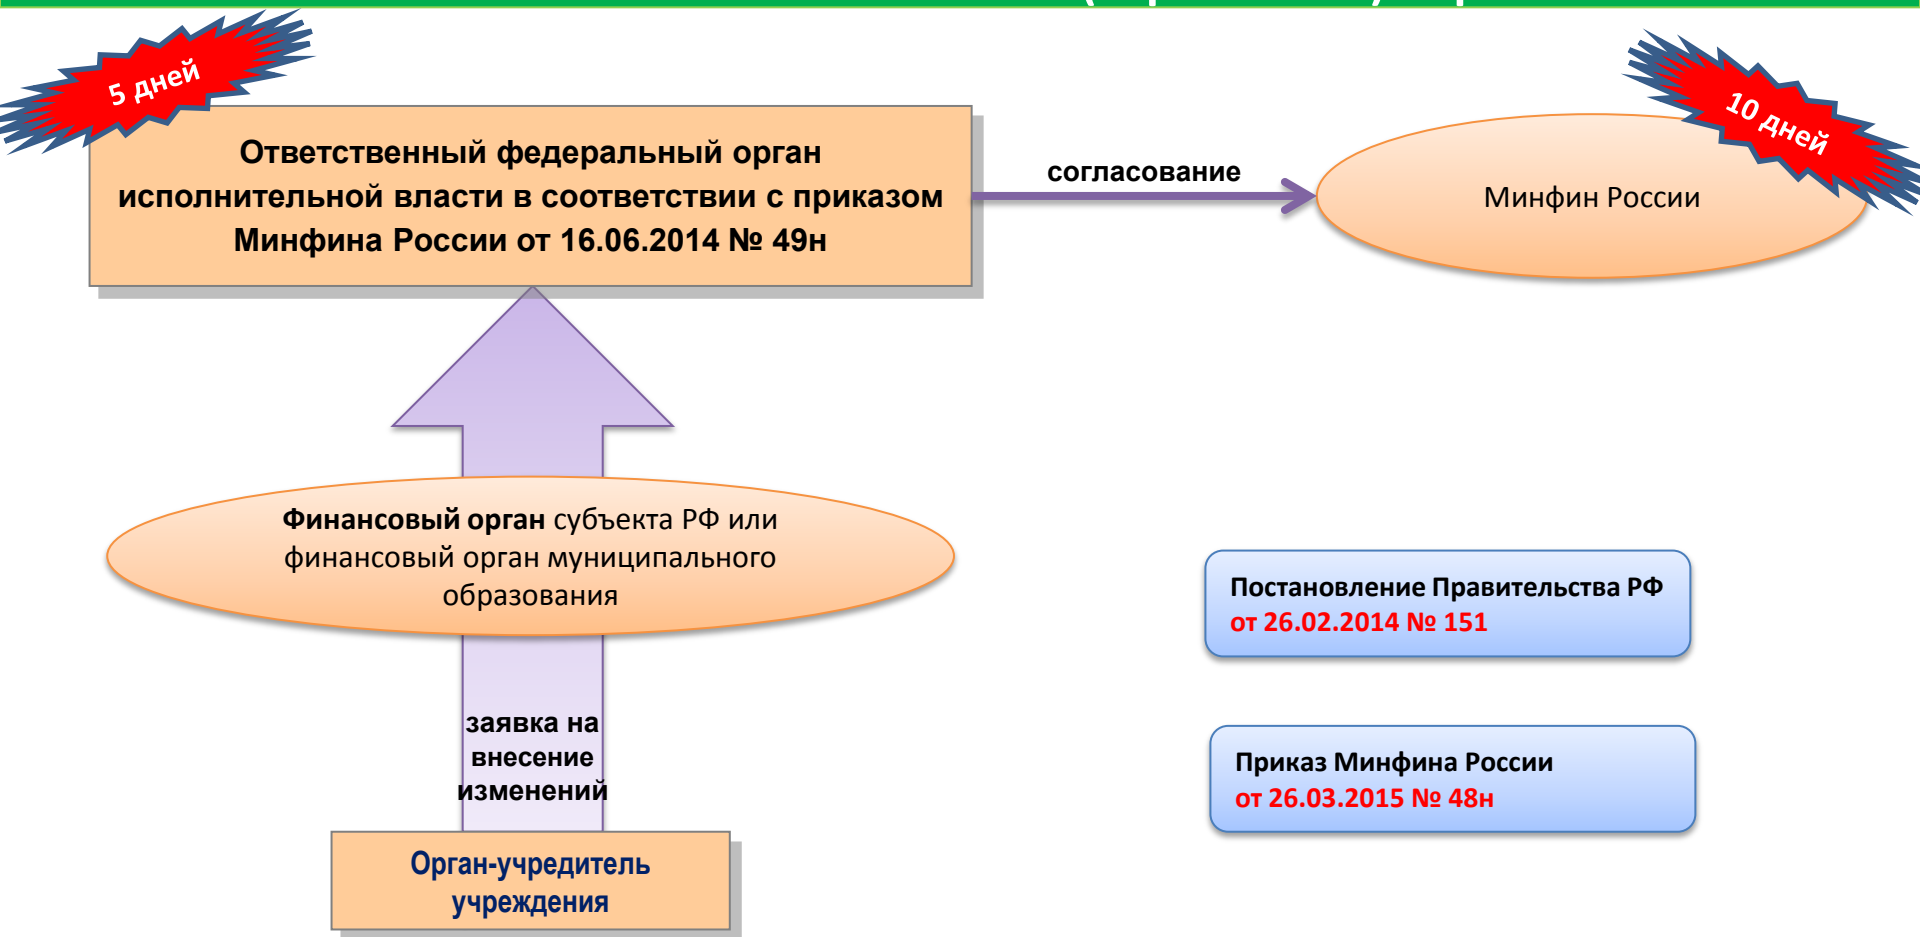 5 дней
10 дней
Ответственный федеральный орган
исполнительной власти в соответствии с приказом
Минфина России от 16.06.2014 № 49н
согласование
Минфин России
Финансовый орган субъекта РФ или
финансовый орган муниципального
образования
Постановление Правительства РФ
от 26.02.2014 № 151
заявка на
внесение
изменений
Приказ Минфина России
от 26.03.2015 № 48н
Орган-учредитель
учреждения